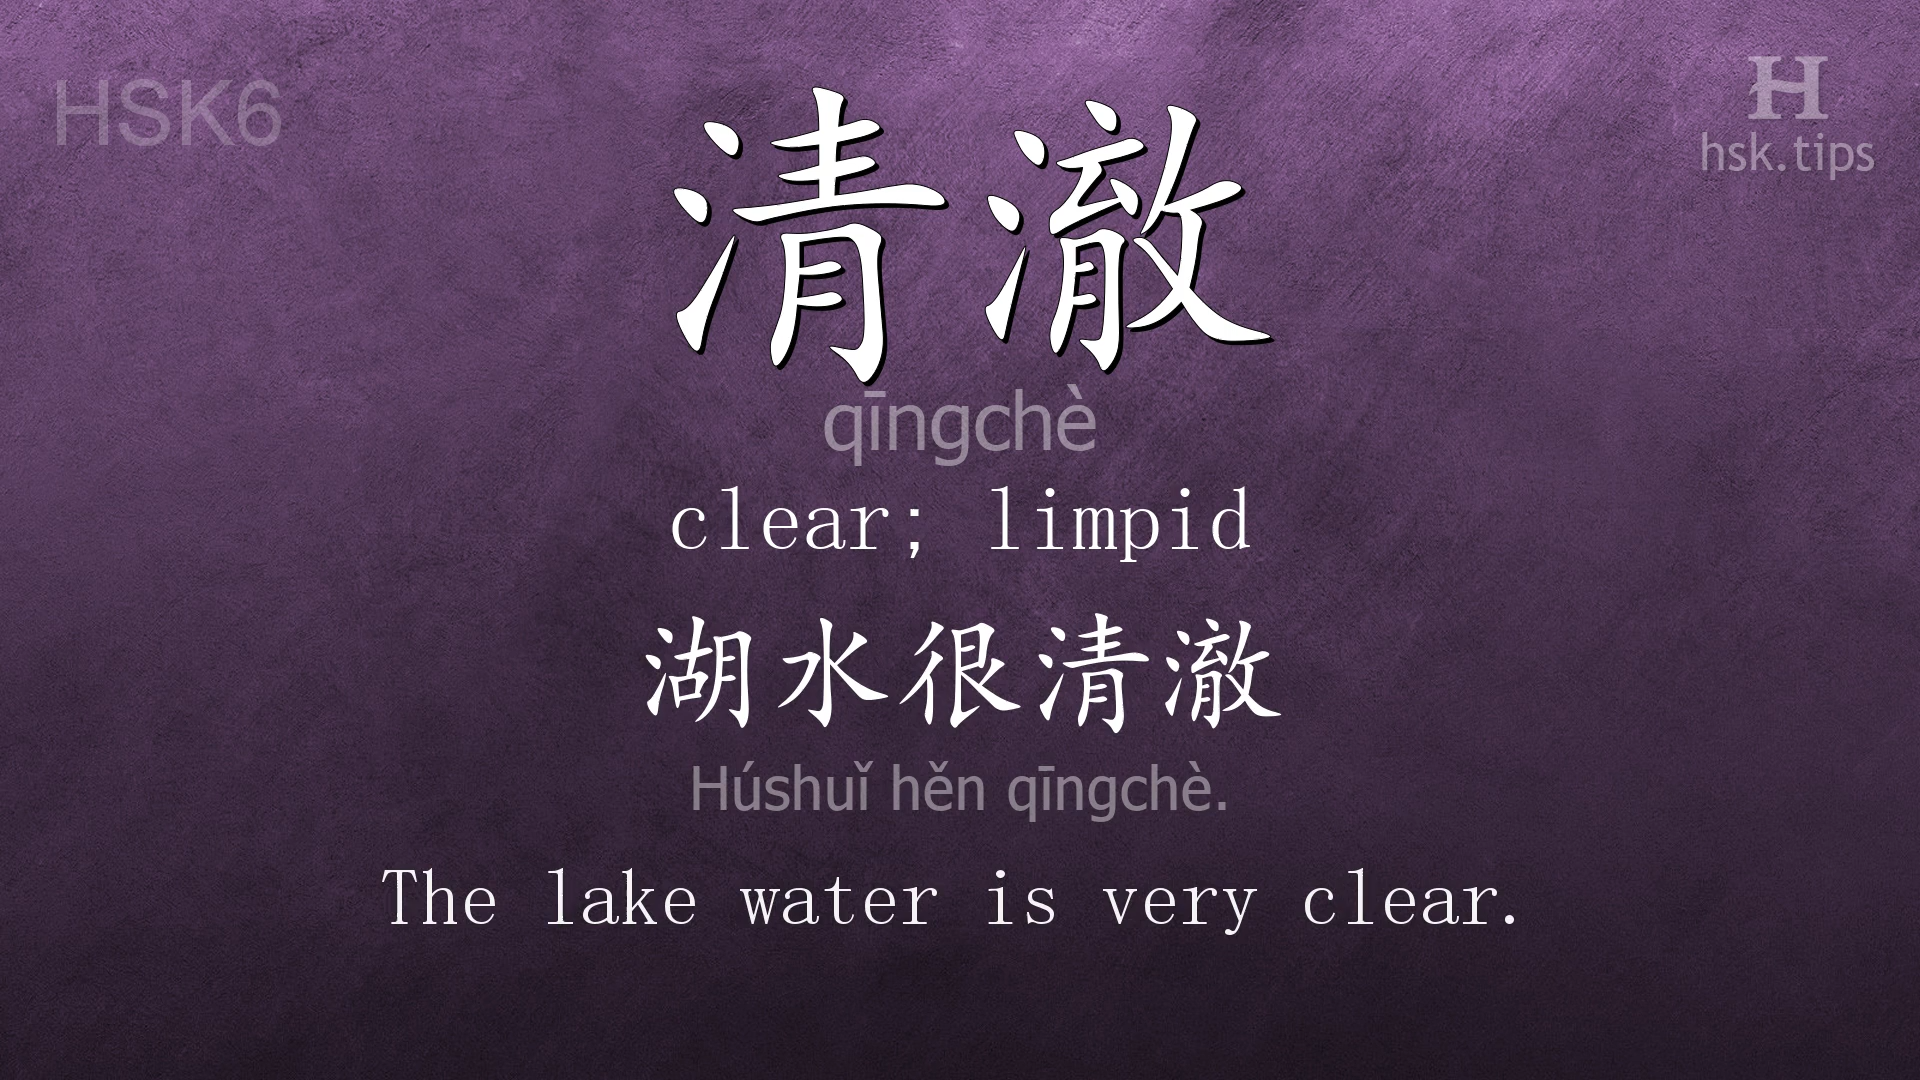 HSK6
H
hsk.tips
清澈
qīngchè
clear; limpid
湖水很清澈
Húshuǐ hěn qīngchè.
The lake water is very clear.